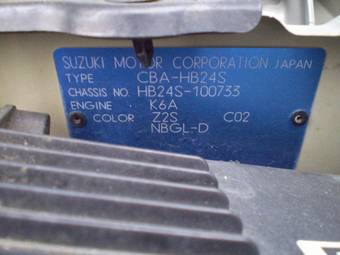 SUZUKI MOTOR CORPORATION JAPAN
TYPE CBA-HB24S
CHASSIS NO. HB24S-100733
ENGINE K6A
COLOR Z2S C02
NBGL-D